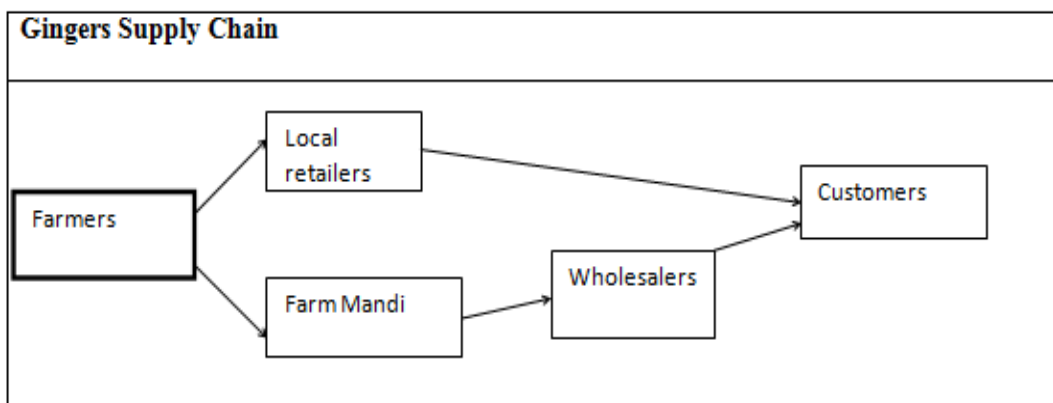 Gingers Supply Chain
Local
retailers
Customers
Farmers
Wholesalers
Farm Mandi